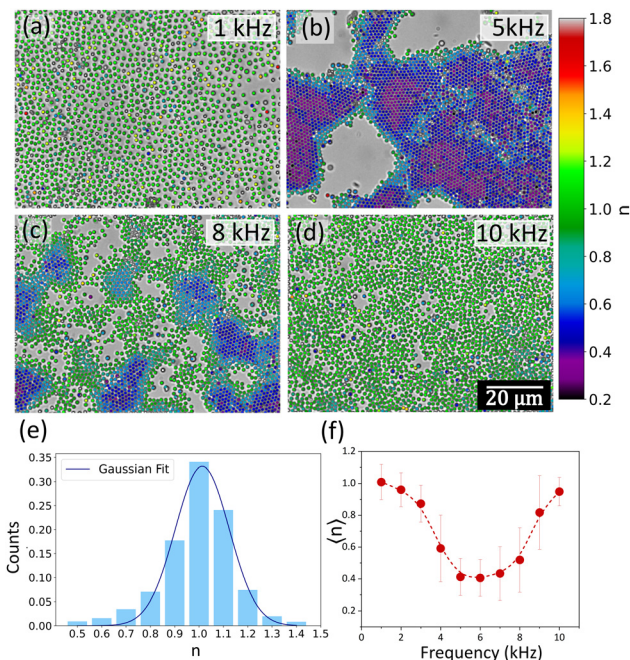 (a)
1 kHz
(b)
5kHz
(c)
8 kHz
(d)
10 kHz
20 μm
1.8
1.6
1.4
1.2
1.0
0.8
0.6
0.4
0.2
n
(e)
Gaussian Fit
Counts
0.35
0.30
0.25
0.20
0.15
0.10
0.05
0.00
0.5 0.6 0.7 0.8 0.9 1.0 1.1 1.2 1.3 1.4 1.5
n
(f)
⟨n⟩
1.2
1.0
0.8
0.6
0.4
0.2
0 2 4 6 8 10
Frequency (kHz)